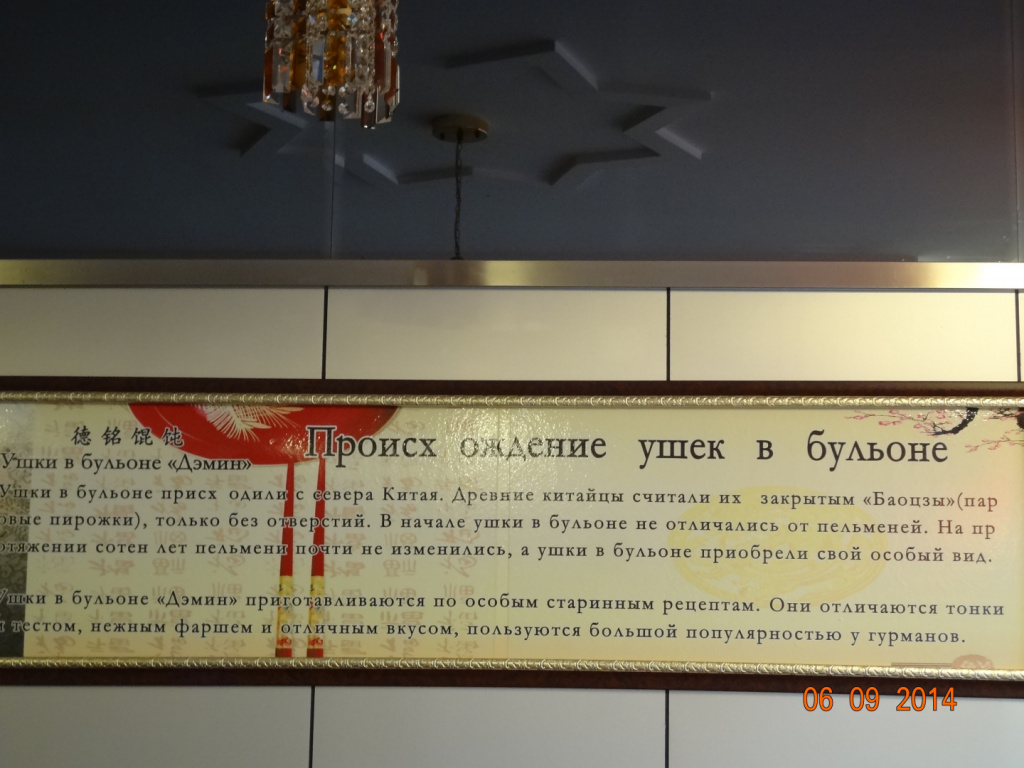 德铭馄饨
Происх ождение ушек в бульоне
Ушки в бульоне «Дэмин»
Ушки в бульоне присх одили с севера Китая. Древние китайцы считали их закрытым «Баоцзы»(пар
овые пирожки), только без отверстий. В начале ушки в бульоне не отличались от пельменей. На пр
отяжении сотен лет пельмени почти не изменились, а ушки в бульоне приобрели свой особый вид.
Ушки в бульоне «Дэмин» приготавливаются по особым старинным рецептам. Они отличаются тонки
м тестом, нежным фаршем и отличным вкусом, пользуются большой популярностью у гурманов.
06 09 2014